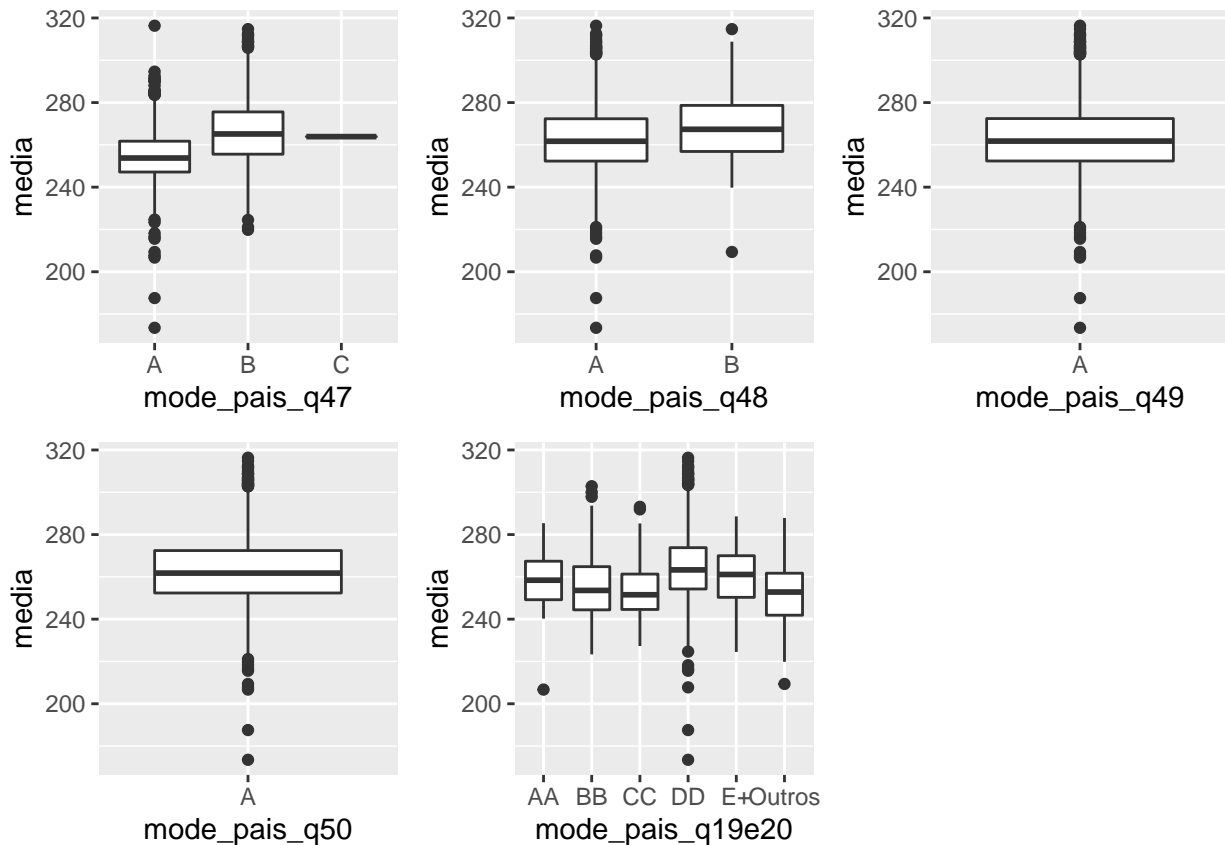 320
280
240
200
media
A B C
mode_pais_q47
320
280
240
200
media
A B
mode_pais_q48
320
280
240
200
media
A
mode_pais_q49
320
280
240
200
media
A
mode_pais_q50
320
280
240
200
media
AA BB CC DD E+ Outros
mode_pais_q19e20